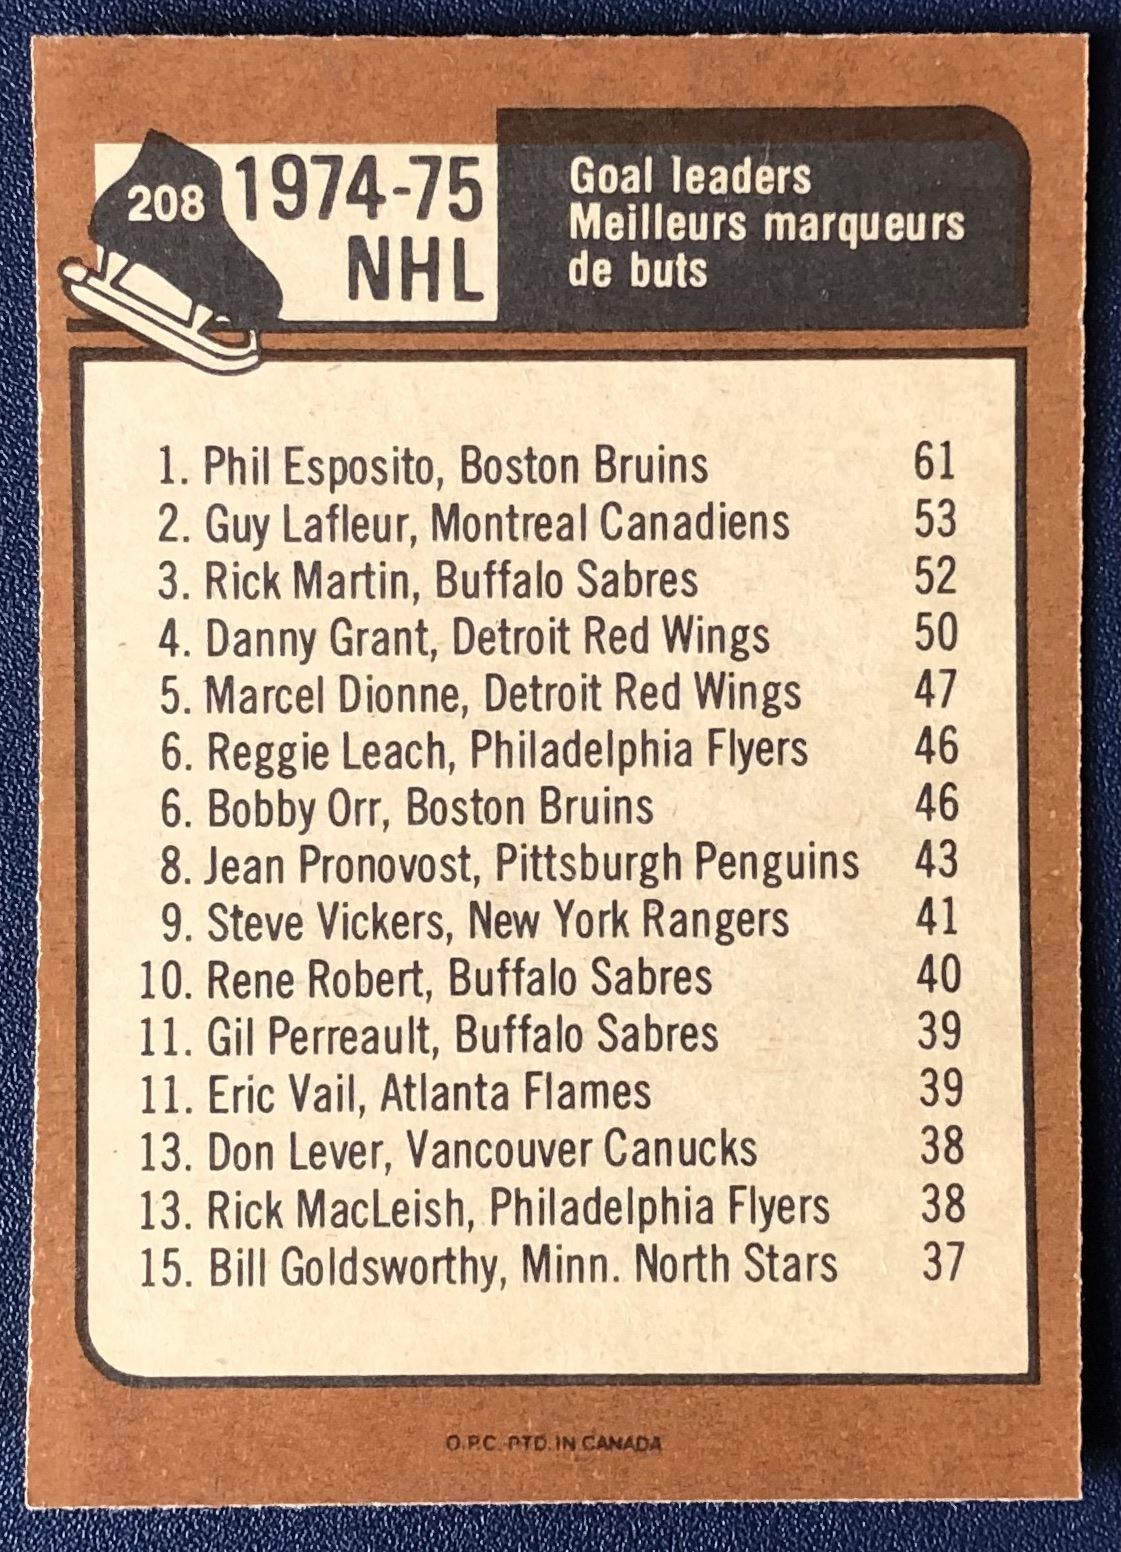 208
1974-75
NHL
Goal leaders
Meilleurs marqueurs
de buts
1. Phil Esposito, Boston Bruins 61
2. Guy Lafleur, Montreal Canadiens 53
3. Rick Martin, Buffalo Sabres 52
4. Danny Grant, Detroit Red Wings 50
5. Marcel Dionne, Detroit Red Wings 47
6. Reggie Leach, Philadelphia Flyers 46
6. Bobby Orr, Boston Bruins 46
8. Jean Pronovost, Pittsburgh Penguins 43
9. Steve Vickers, New York Rangers 41
10. Rene Robert, Buffalo Sabres 40
11. Gil Perreault, Buffalo Sabres 39
11. Eric Vail, Atlanta Flames 39
13. Don Lever, Vancouver Canucks 38
13. Rick MacLeish, Philadelphia Flyers 38
15. Bill Goldsworthy, Minn. North Stars 37
O.P.C. PTD. IN CANADA